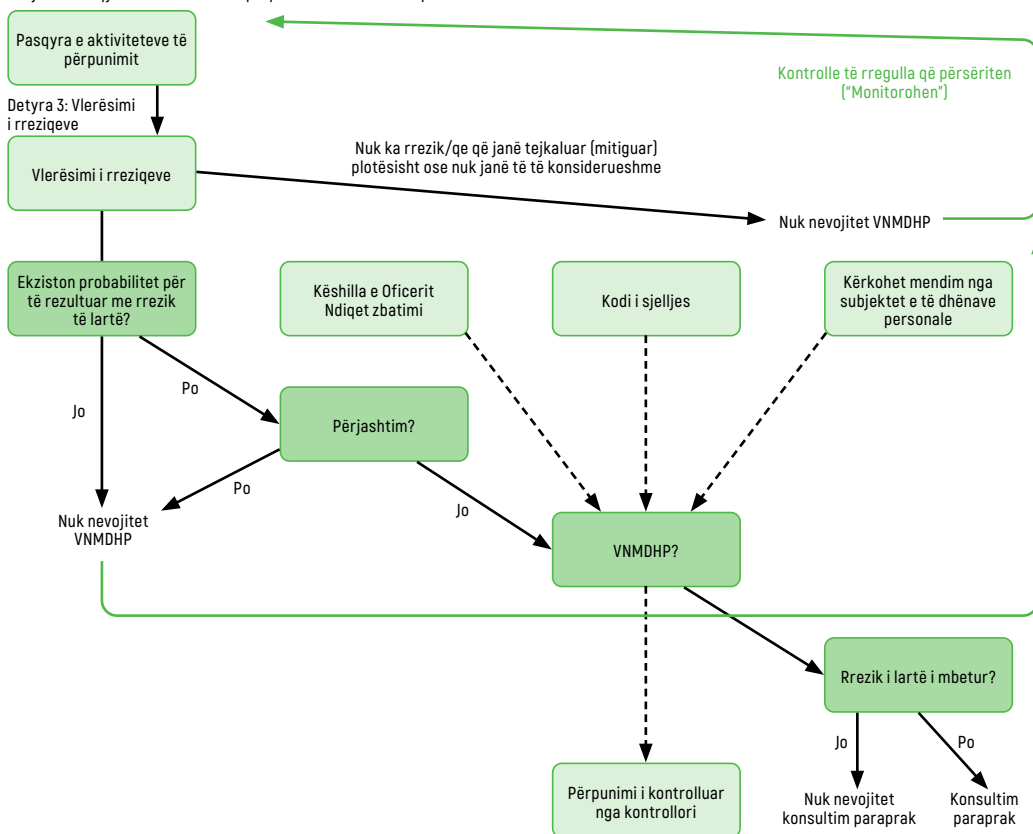 Pasqyra e aktiviteteve të
përpunimit
Kontrolle të rregulla që përsëriten
("Monitorohen")
Detyra 3: Vlerësimi
i rreziqeve
Vlerësimi i rreziqeve
Nuk ka rrezik/qe që janë tejkaluar (mitiguar)
plotësisht ose nuk janë të të konsiderueshme
Nuk nevojitet VNMDHP
Ekziston probabilitet për
të rezultuar me rrezik
të lartë?
Këshilla e Oficerit
Ndiqet zbatimi
Kodi i sjelljes
Kërkohet mendim nga
subjektet e të dhënave
personale
Po
Jo
Përjashtim?
Po
Jo
Nuk nevojitet
VNMDHP
VNMDHP?
Rrezik i lartë i mbetur?
Jo
Po
Përpunimi i kontrolluar
nga kontrollori
Nuk nevojitet
konsultim paraprak
Konsultim
paraprak